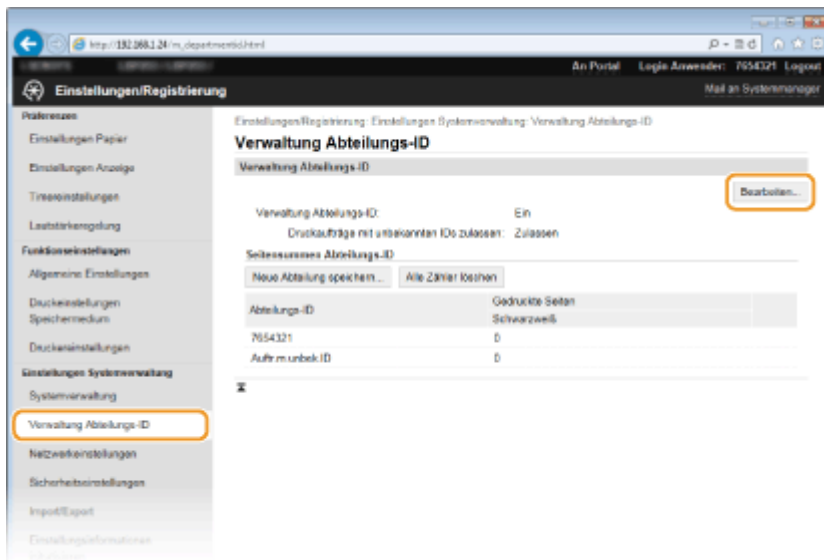 http://192.168.1.24/m_departmentid.html
An Portal Login Anwender: 7654321 Logout
Einstellungen/Registrierung
Mail an Systemmanager
Präferenzen
Einstellungen Papier
Einstellungen Anzeige
Timereinstellungen
Lautstärkeregelung
Funktionseinstellungen
Allgemeine Einstellungen
Druckeinstellungen
Speichermedium
Druckereinstellungen
Einstellungen Systemverwaltung
Systemverwaltung
Verwaltung Abteilungs-ID
Netzwerkeinstellungen
Sicherheitseinstellungen
Import/Export
Einstellungsinformationen
Einstellungen/Registrierung: Einstellungen Systemverwaltung: Verwaltung Abteilungs-ID
Verwaltung Abteilungs-ID
Verwaltung Abteilungs-ID
Bearbeiten...
Verwaltung Abteilungs-ID: Ein
Druckaufträge mit unbekannten IDs zulassen: Zulassen
Seitensummen Abteilungs-ID
Neue Abteilung speichern... Alle Zähler löschen
Abteilungs-ID
Gedruckte Seiten
Schwarzweiß
7654321 0
Auftr.m.unbek.ID 0